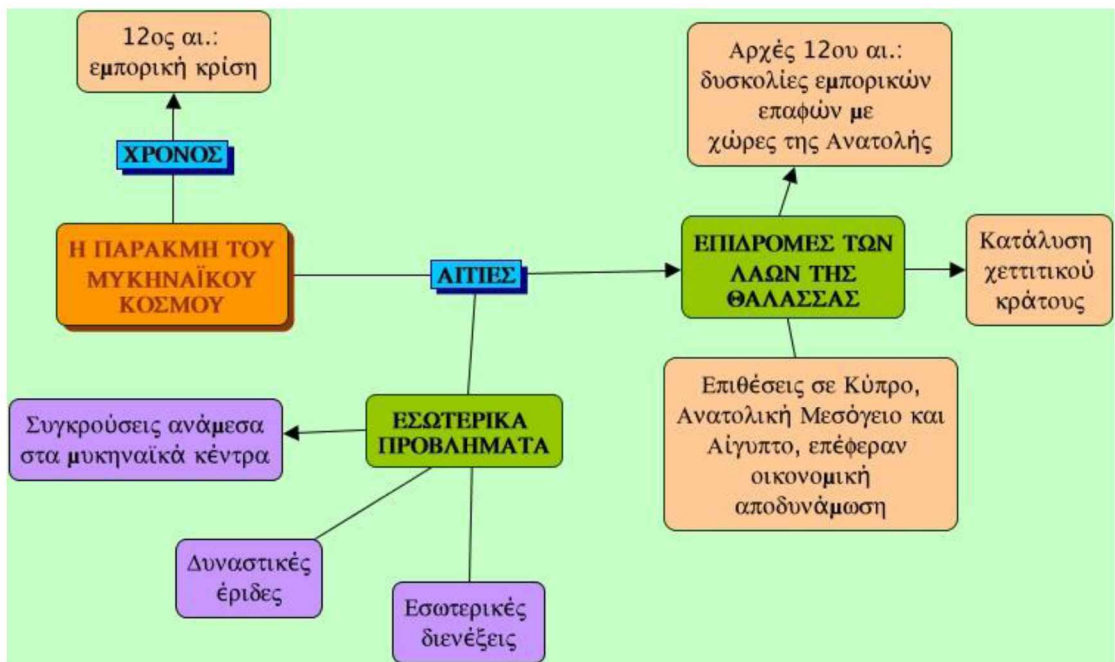 12ος αι.:
εμπορική κρίση
ΧΡΟΝΟΣ
Η ΠΑΡΑΚΜΗ ΤΟΥ
ΜΥΚΗΝΑΪΚΟΥ
ΚΟΣΜΟΥ
ΑΙΤΙΕΣ
Αρχές 12ου αι.:
δυσκολίες εμπορικών
επαφών με
χώρες της Ανατολής
ΕΠΙΔΡΟΜΕΣ ΤΩΝ
ΛΑΩΝ ΤΗΣ
ΘΑΛΑΣΣΑΣ
Κατάλυση
χεττιτικού
κράτους
Επιθέσεις σε Κύπρο,
Ανατολική Μεσόγειο και
Αίγυπτο, επέφεραν
οικονομική
αποδυνάμωση
ΕΣΩΤΕΡΙΚΑ
ΠΡΟΒΛΗΜΑΤΑ
Συγκρούσεις ανάμεσα
στα μυκηναϊκά κέντρα
Δυναστικές
έριδες
Εσωτερικές
διενέξεις